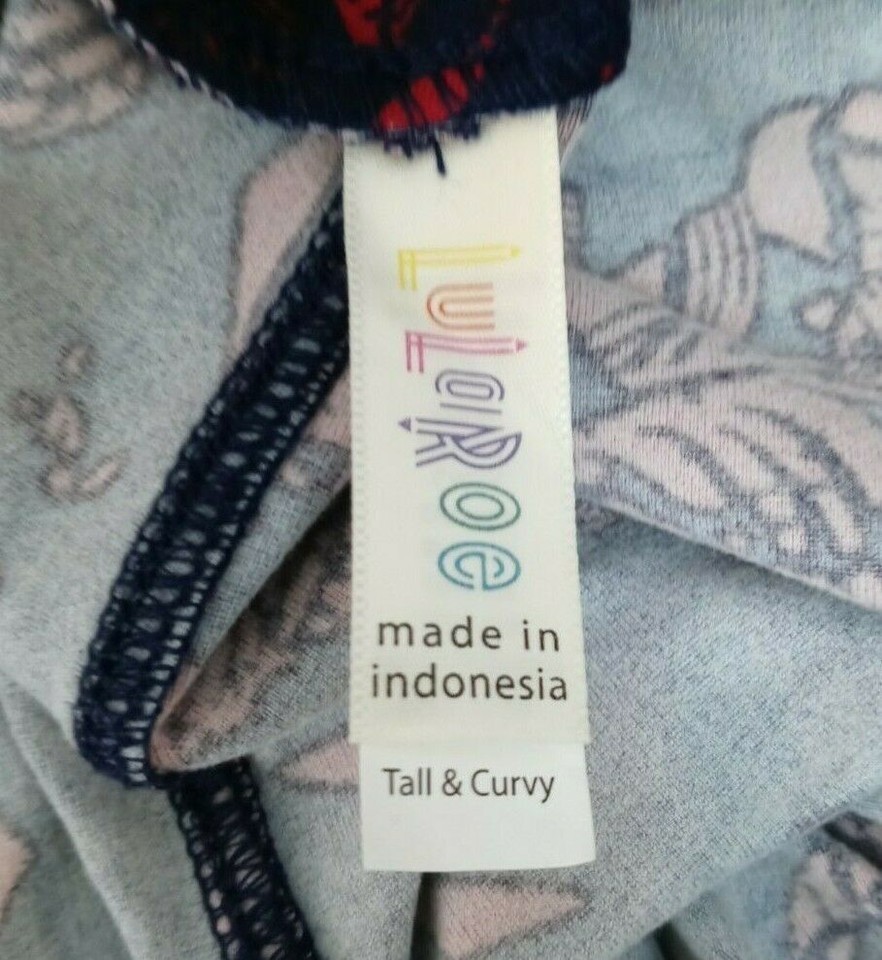 LuLaRoe
made in
indonesia
Tall & Curvy